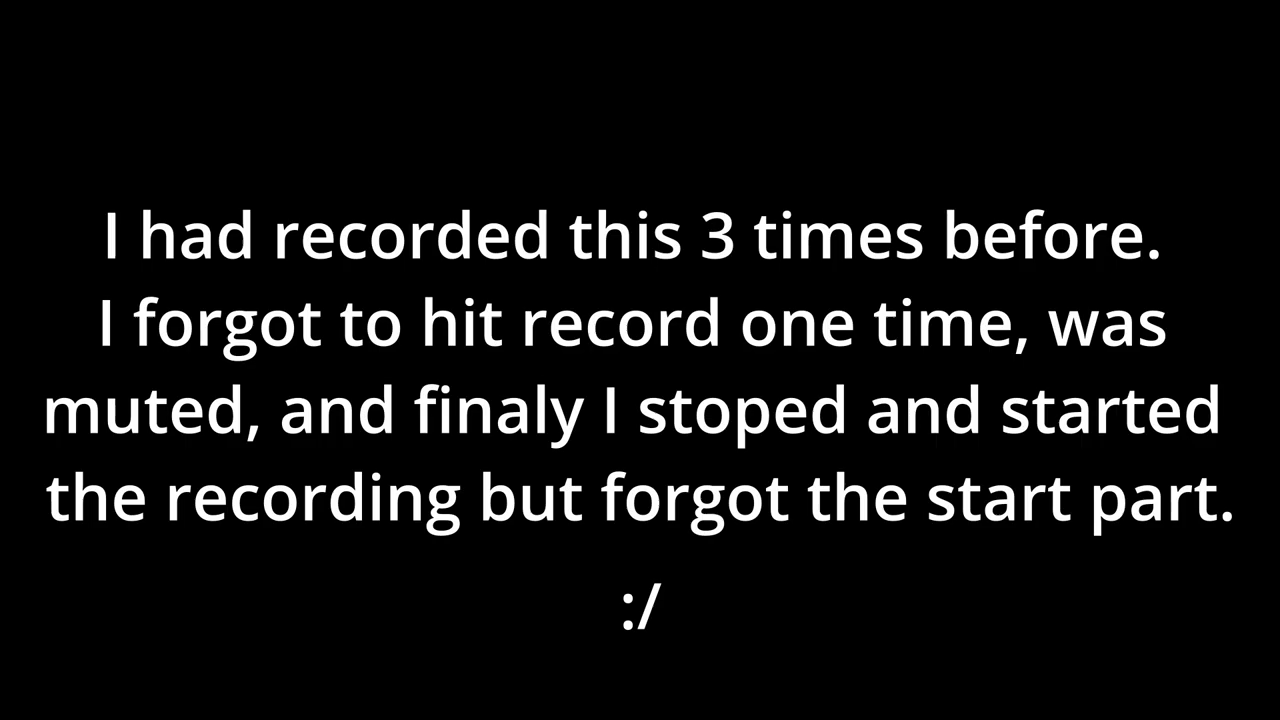 I had recorded this 3 times before.
I forgot to hit record one time, was
muted, and finaly I stoped and started
the recording but forgot the start part.
:/